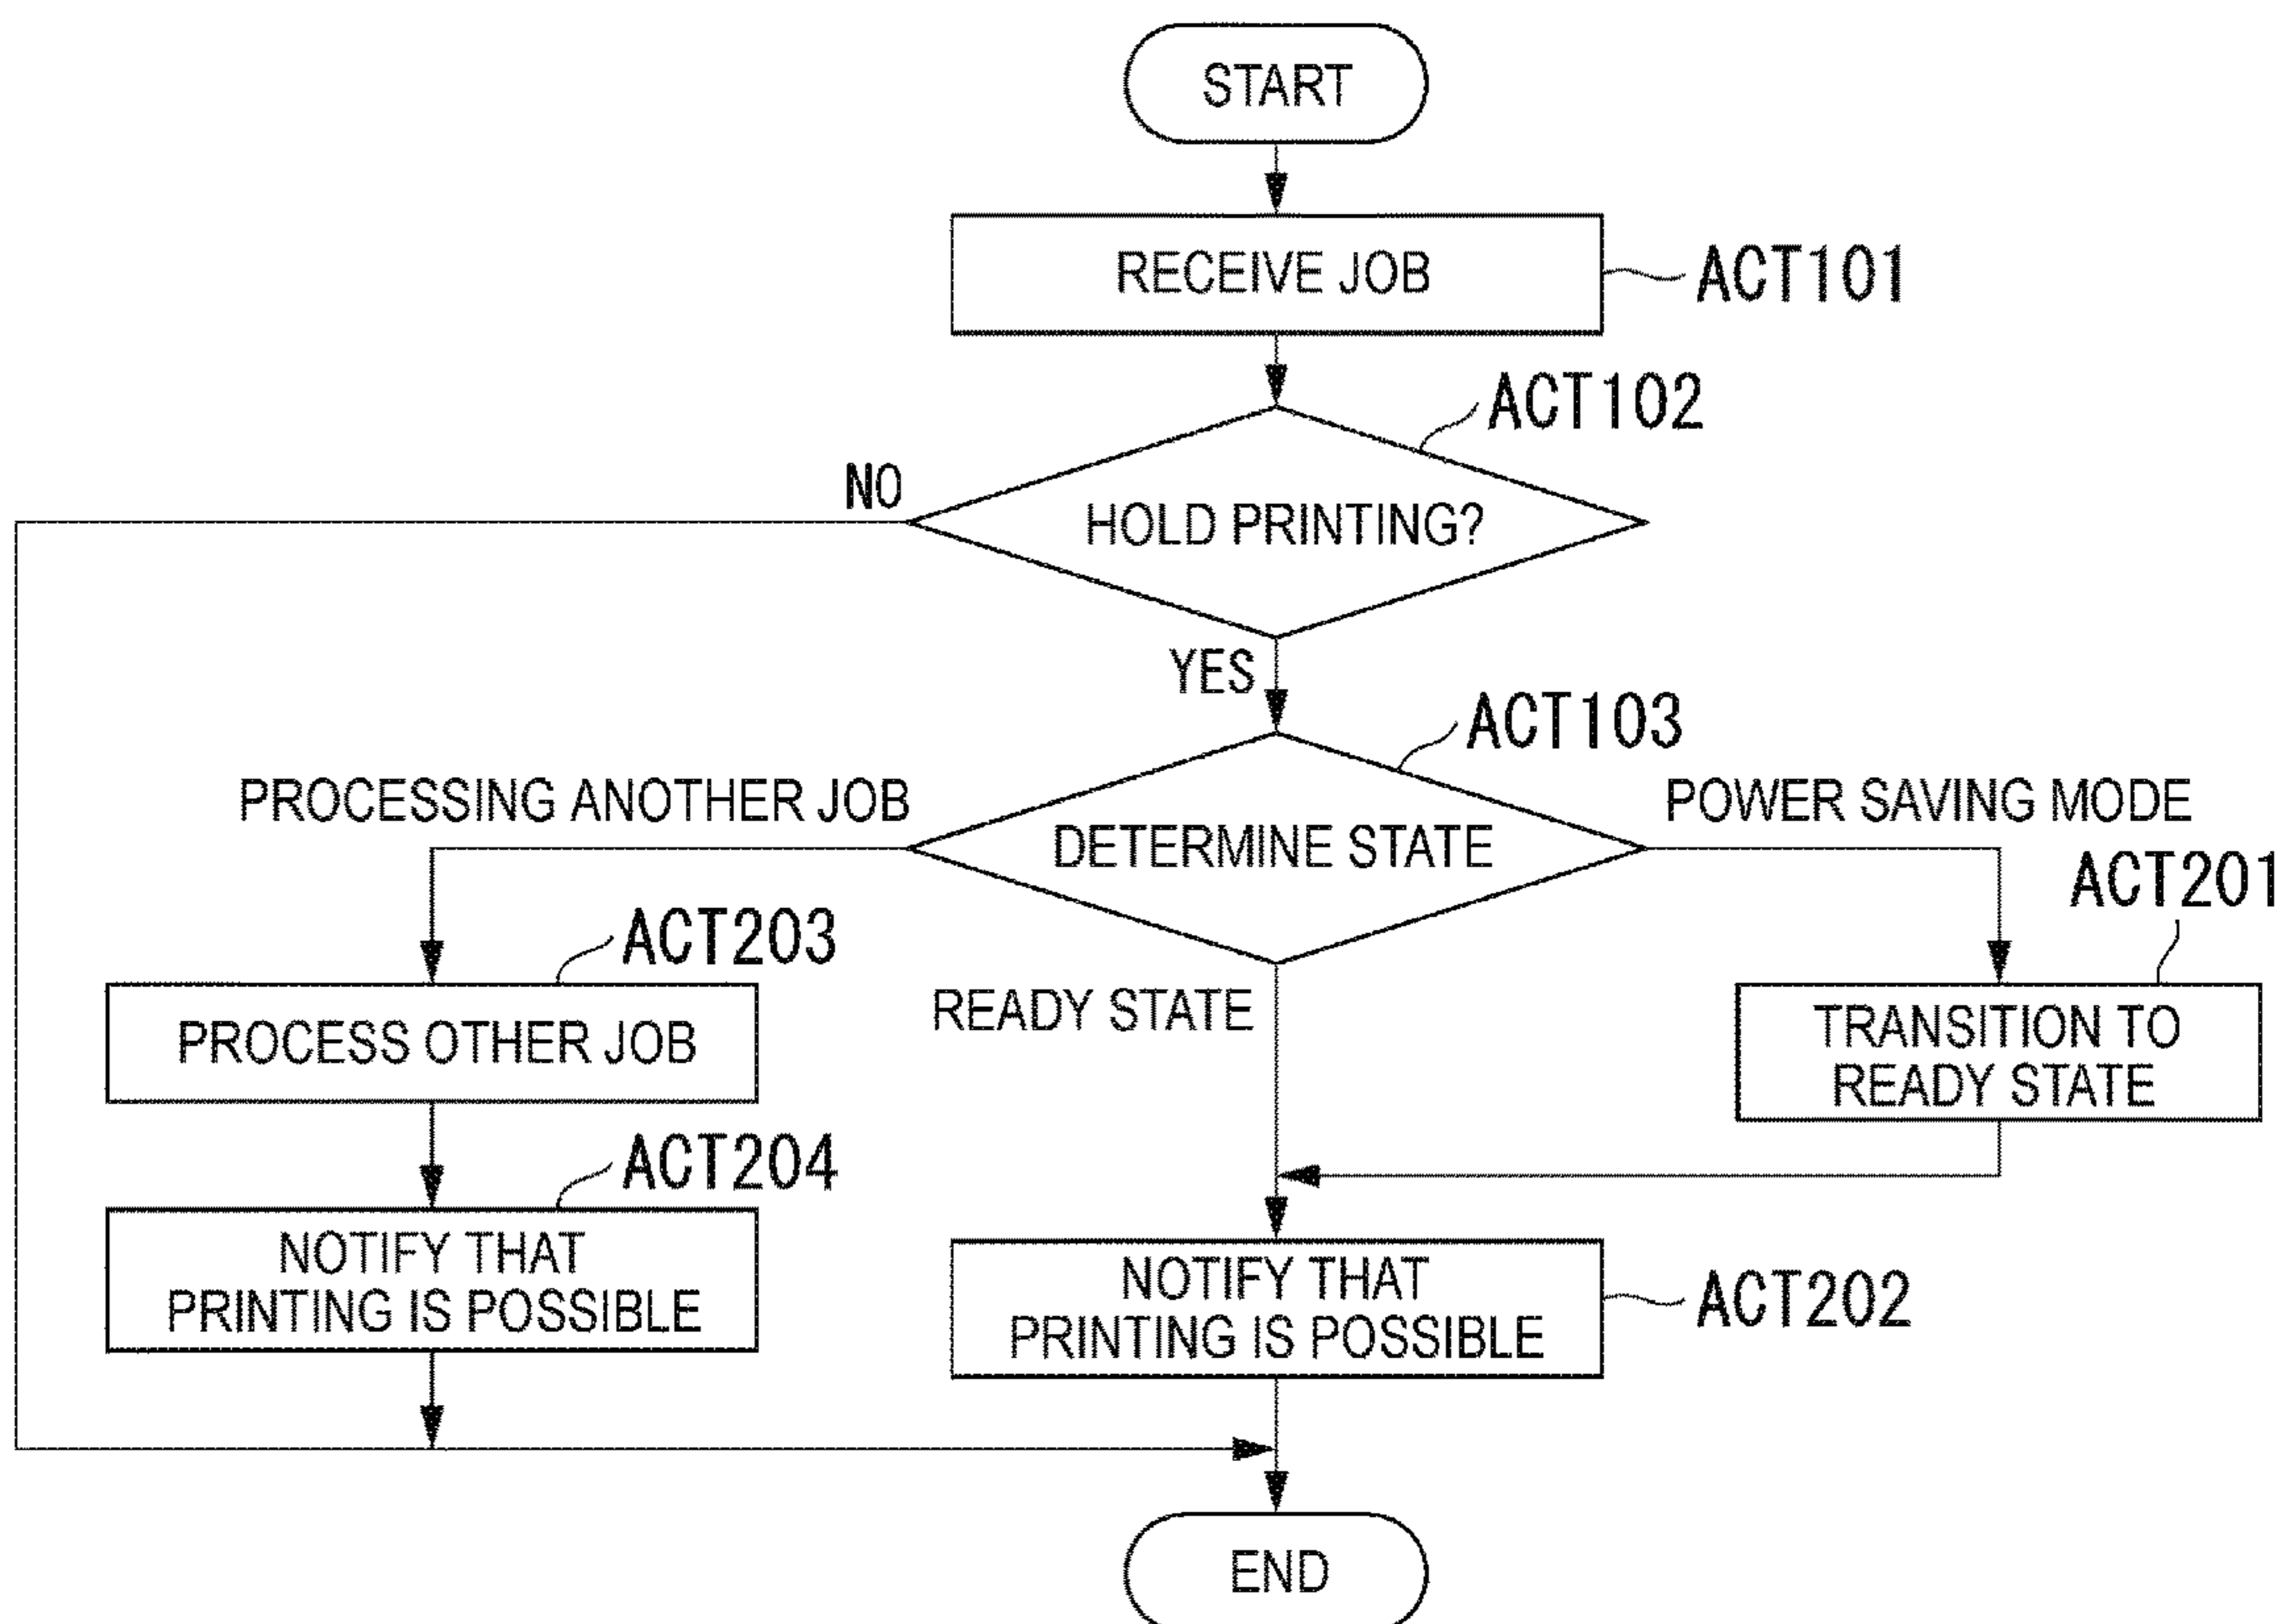 START
RECEIVE JOB
ACT101
ACT102
NO
HOLD PRINTING?
YES
ACT103
PROCESSING ANOTHER JOB
POWER SAVING MODE
DETERMINE STATE
ACT201
ACT203
READY STATE
PROCESS OTHER JOB
TRANSITION TO
READY STATE
ACT204
NOTIFY THAT
PRINTING IS POSSIBLE
NOTIFY THAT
PRINTING IS POSSIBLE
ACT202
END